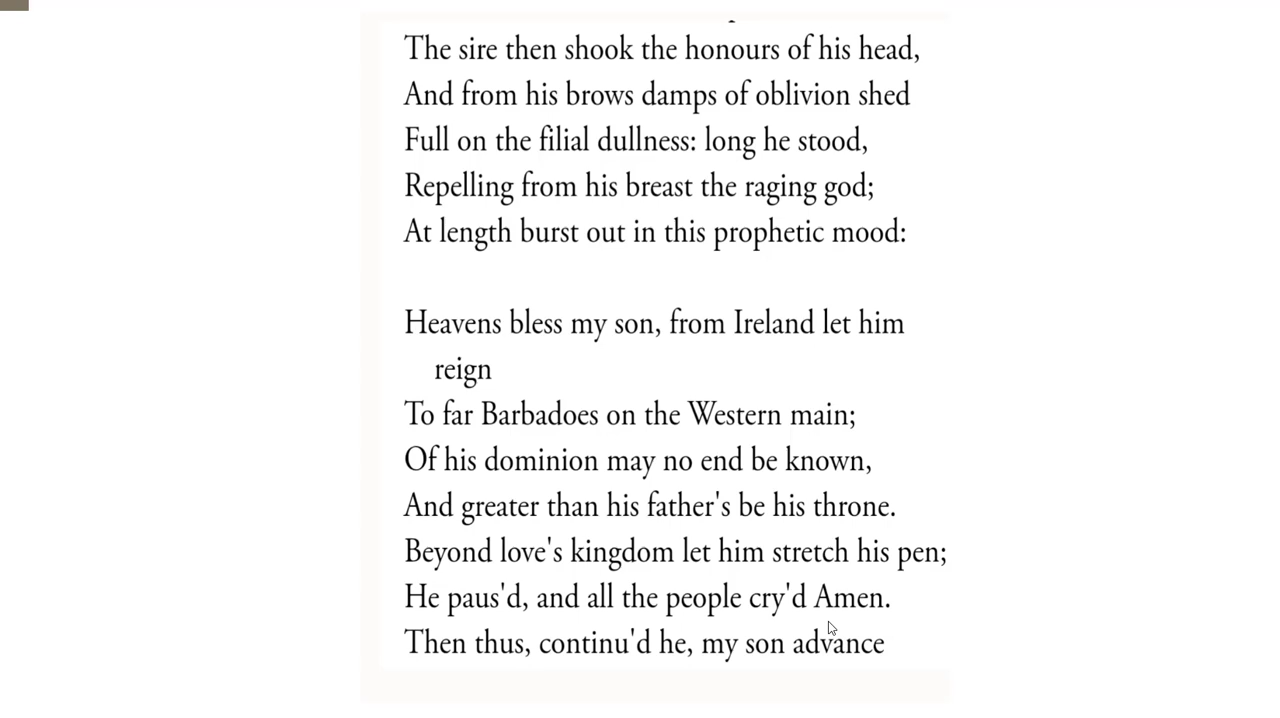 The sire then shook the honours of his head,
And from his brows damps of oblivion shed
Full on the filial dullness: long he stood,
Repelling from his breast the raging god;
At length burst out in this prophetic mood:
Heavens bless my son, from Ireland let him
reign
To far Barbadoes on the Western main;
Of his dominion may no end be known,
And greater than his father's be his throne.
Beyond love's kingdom let him stretch his pen;
He paus'd, and all the people cry'd Amen.
Then thus, continu'd he, my son advance